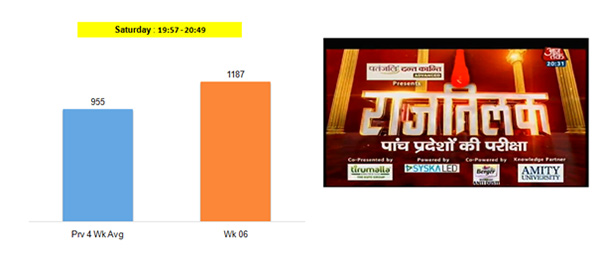 Saturday : 19:57 - 20:49
1187
955
Prv 4 Wk Avg
Wk 06
आज तक
20:31
पतंजलि दन्त कान्ति
ADVANCED
Presents
राजतिलक
पांच प्रदेशों की परीक्षा
Co-Presented by
Powered by
Co-Powered by
Knowledge Partner
tirumalla
SYSKA LED
Berger
AMITY
UNIVERSITY